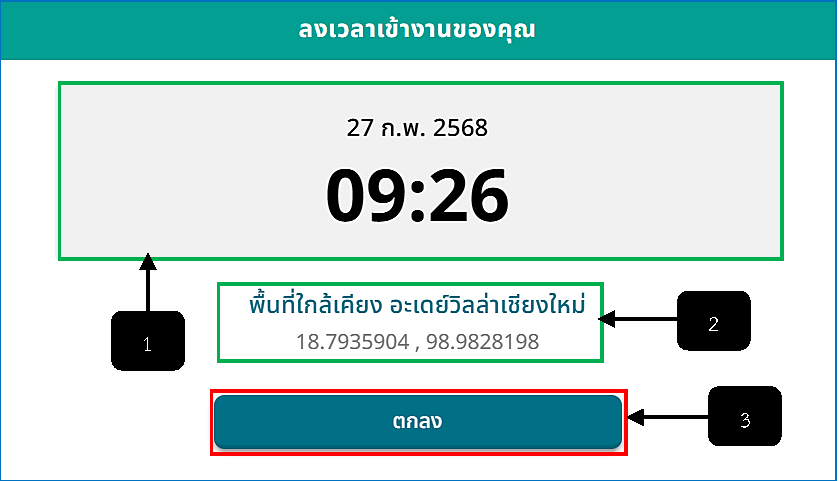 ลงเวลาเข้างานของคุณ
27 ก.พ. 2568
09:26
1
พื้นที่ใกล้เคียง อะเดย์วิลล่าเชียงใหม่
18.7935904 , 98.9828198
2
ตกลง
3